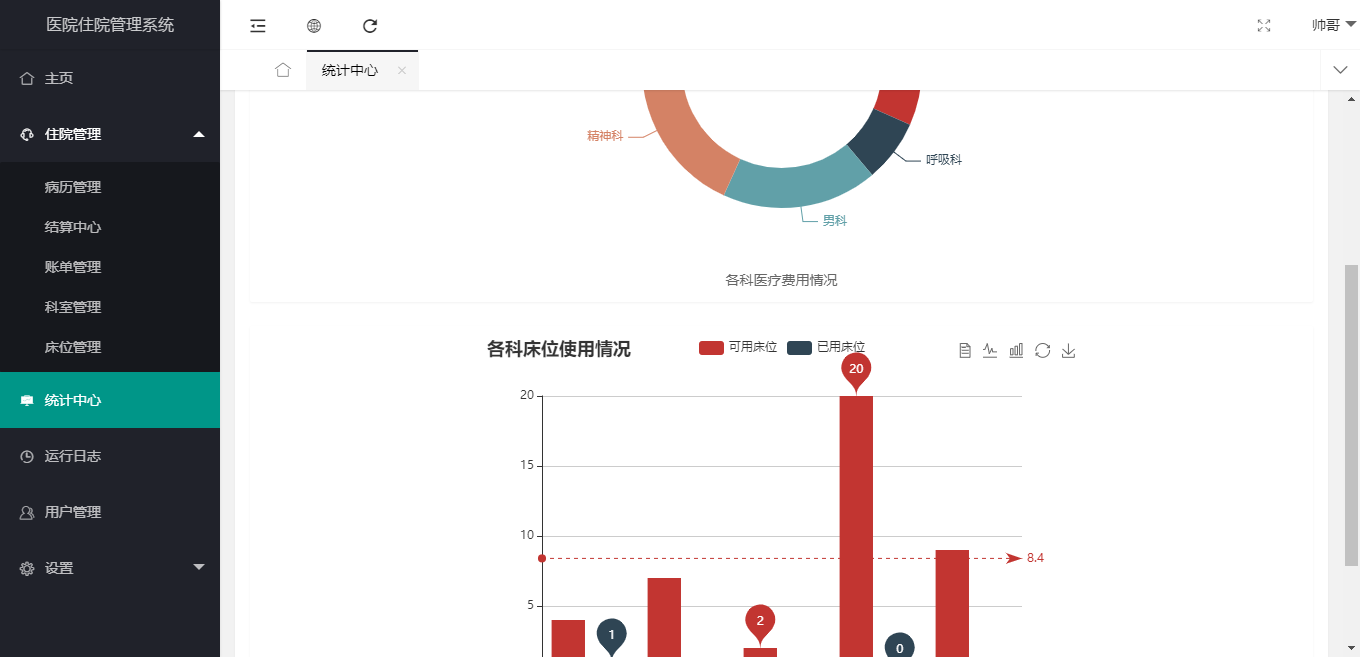 医院住院管理系统
帅哥
主页
统计中心
住院管理
病历管理
结算中心
账单管理
科室管理
床位管理
统计中心
运行日志
用户管理
设置
精神科
呼吸科
男科
各科医疗费用情况
各科床位使用情况
可用床位
已用床位
20
20
15
10
8.4
5
1
2
0